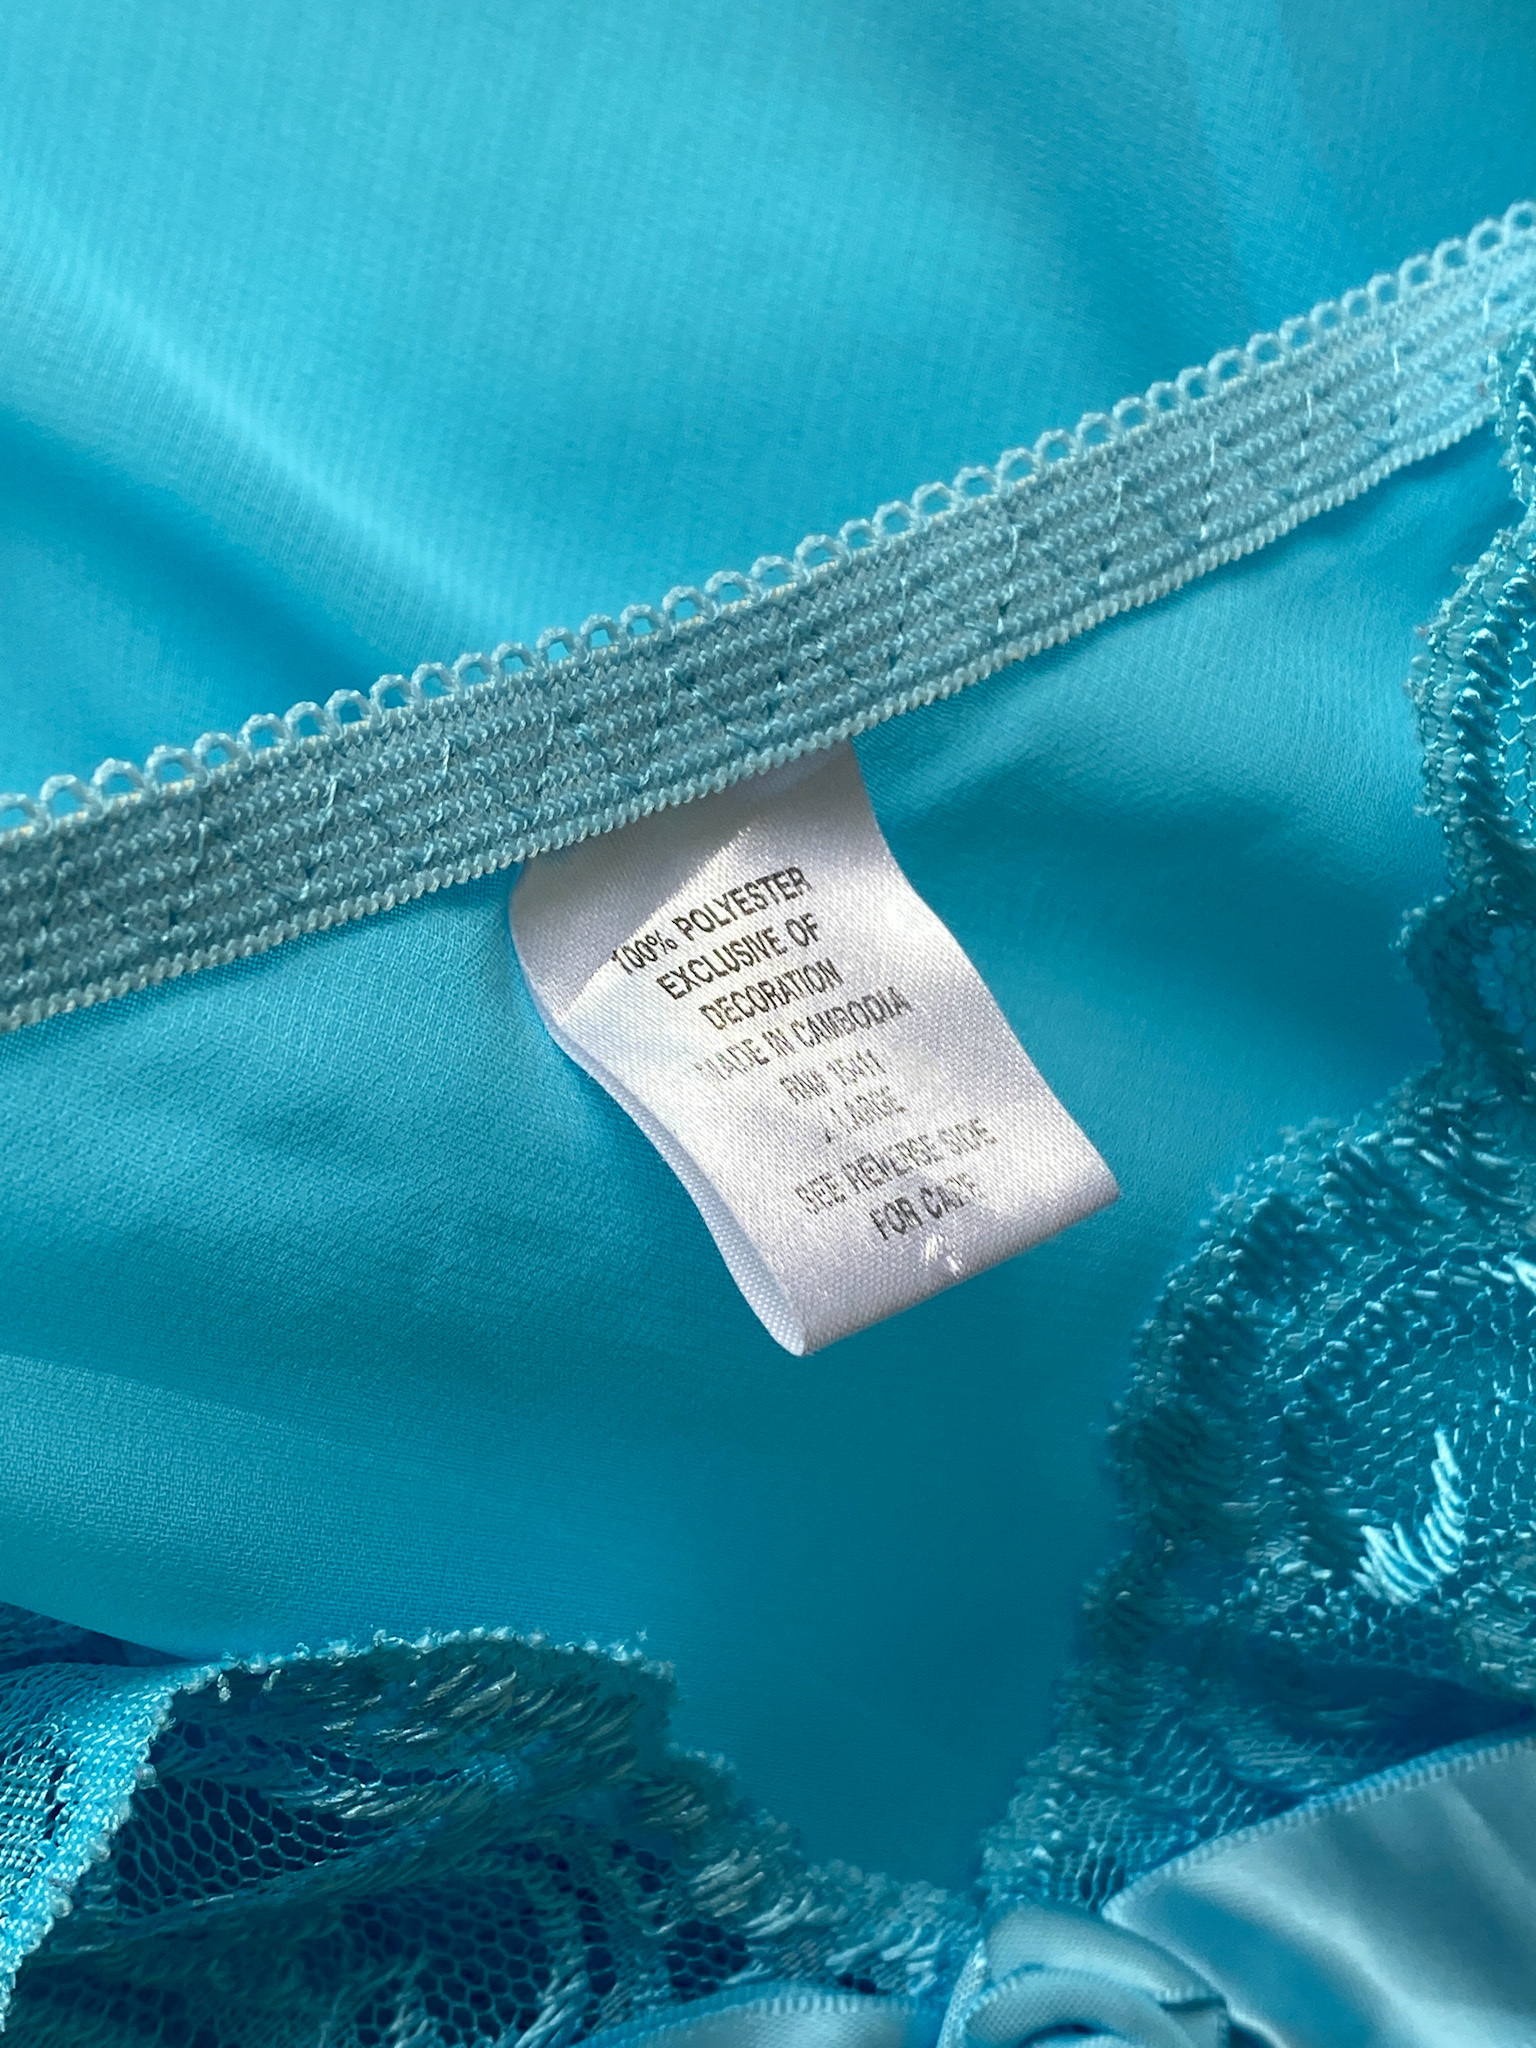 100% POLYESTER
EXCLUSIVE OF
DECORATION
MADE IN CAMBODIA
RN# 15411
LARGE
SEE REVERSE SIDE
FOR CARE